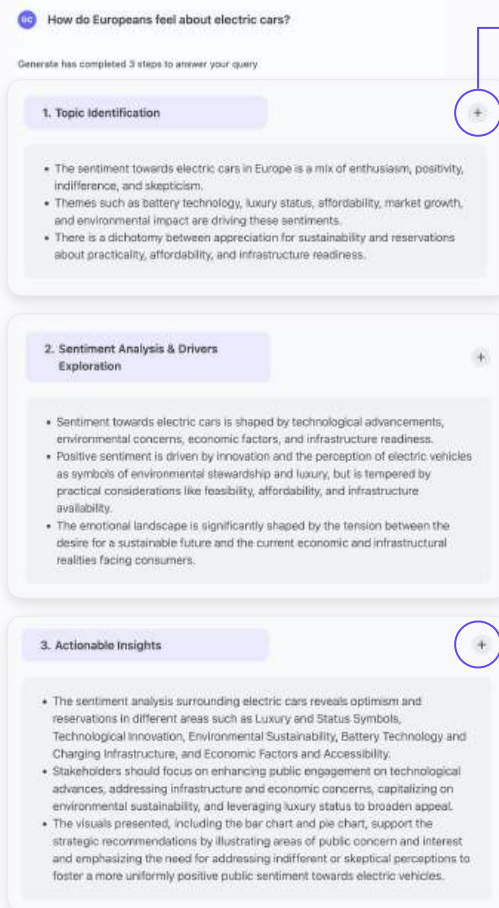 GC How do Europeans feel about electric cars?
Generate has completed 3 steps to answer your query
1. Topic Identification
+
• The sentiment towards electric cars in Europe is a mix of enthusiasm, positivity,
indifference, and skepticism.
• Themes such as battery technology, luxury status, affordability, market growth,
and environmental impact are driving these sentiments.
• There is a dichotomy between appreciation for sustainability and reservations
about practicality, affordability, and infrastructure readiness.
2. Sentiment Analysis & Drivers
Exploration
+
• Sentiment towards electric cars is shaped by technological advancements,
environmental concerns, economic factors, and infrastructure readiness.
• Positive sentiment is driven by innovation and the perception of electric vehicles
as symbols of environmental stewardship and luxury, but is tempered by
practical considerations like feasibility, affordability, and infrastructure
availability.
• The emotional landscape is significantly shaped by the tension between the
desire for a sustainable future and the current economic and infrastructural
realities facing consumers.
3. Actionable Insights
+
• The sentiment analysis surrounding electric cars reveals optimism and
reservations in different areas such as Luxury and Status Symbols,
Technological Innovation, Environmental Sustainability, Battery Technology and
Charging Infrastructure, and Economic Factors and Accessibility.
• Stakeholders should focus on enhancing public engagement on technological
advances, addressing infrastructure and economic concerns, capitalizing on
environmental sustainability, and leveraging luxury status to broaden appeal.
• The visuals presented, including the bar chart and pie chart, support the
strategic recommendations by illustrating areas of public concern and interest
and emphasizing the need for addressing indifferent or skeptical perceptions to
foster a more uniformly positive public sentiment towards electric vehicles.